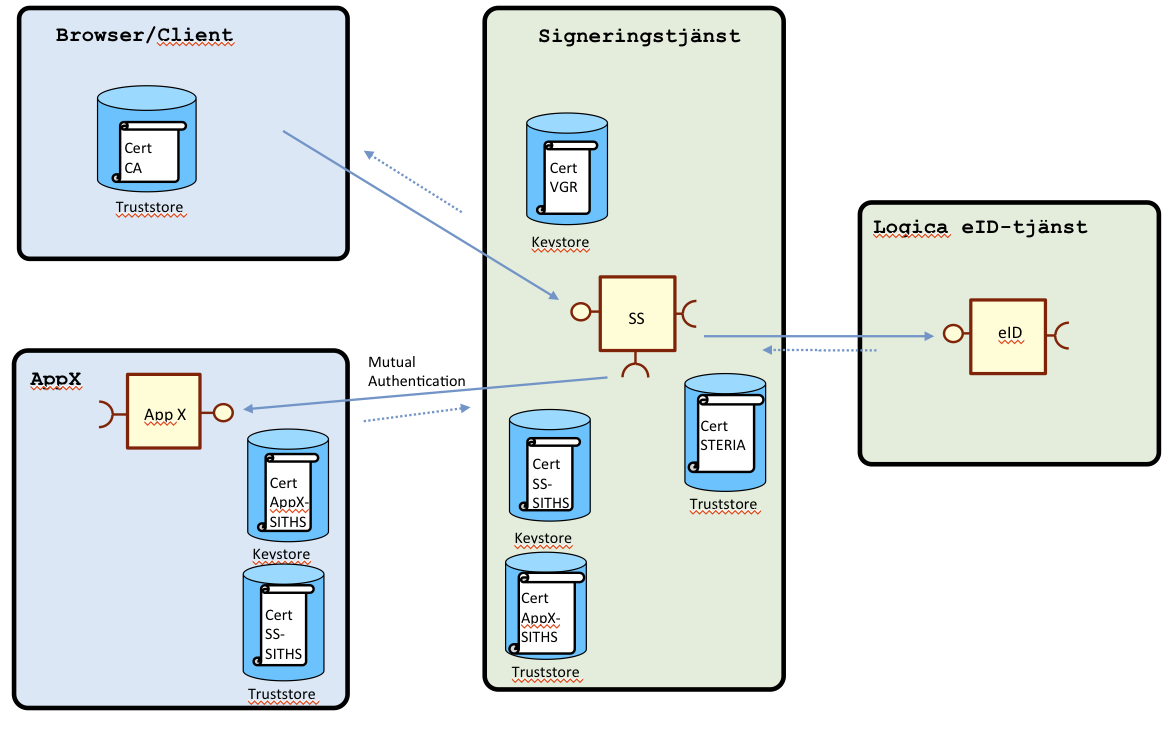 Browser/Client
Cert
CA
Truststore
Signeringstjänst
Cert
VGR
Keystore
SS
Logica eID-tjänst
eID
Mutual
Authentication
AppX
App X
Cert
AppX-
SITHS
Keystore
Cert
SS-
SITHS
Truststore
Cert
SS-
SITHS
Keystore
Cert
AppX-
SITHS
Truststore
Cert
STERIA
Truststore